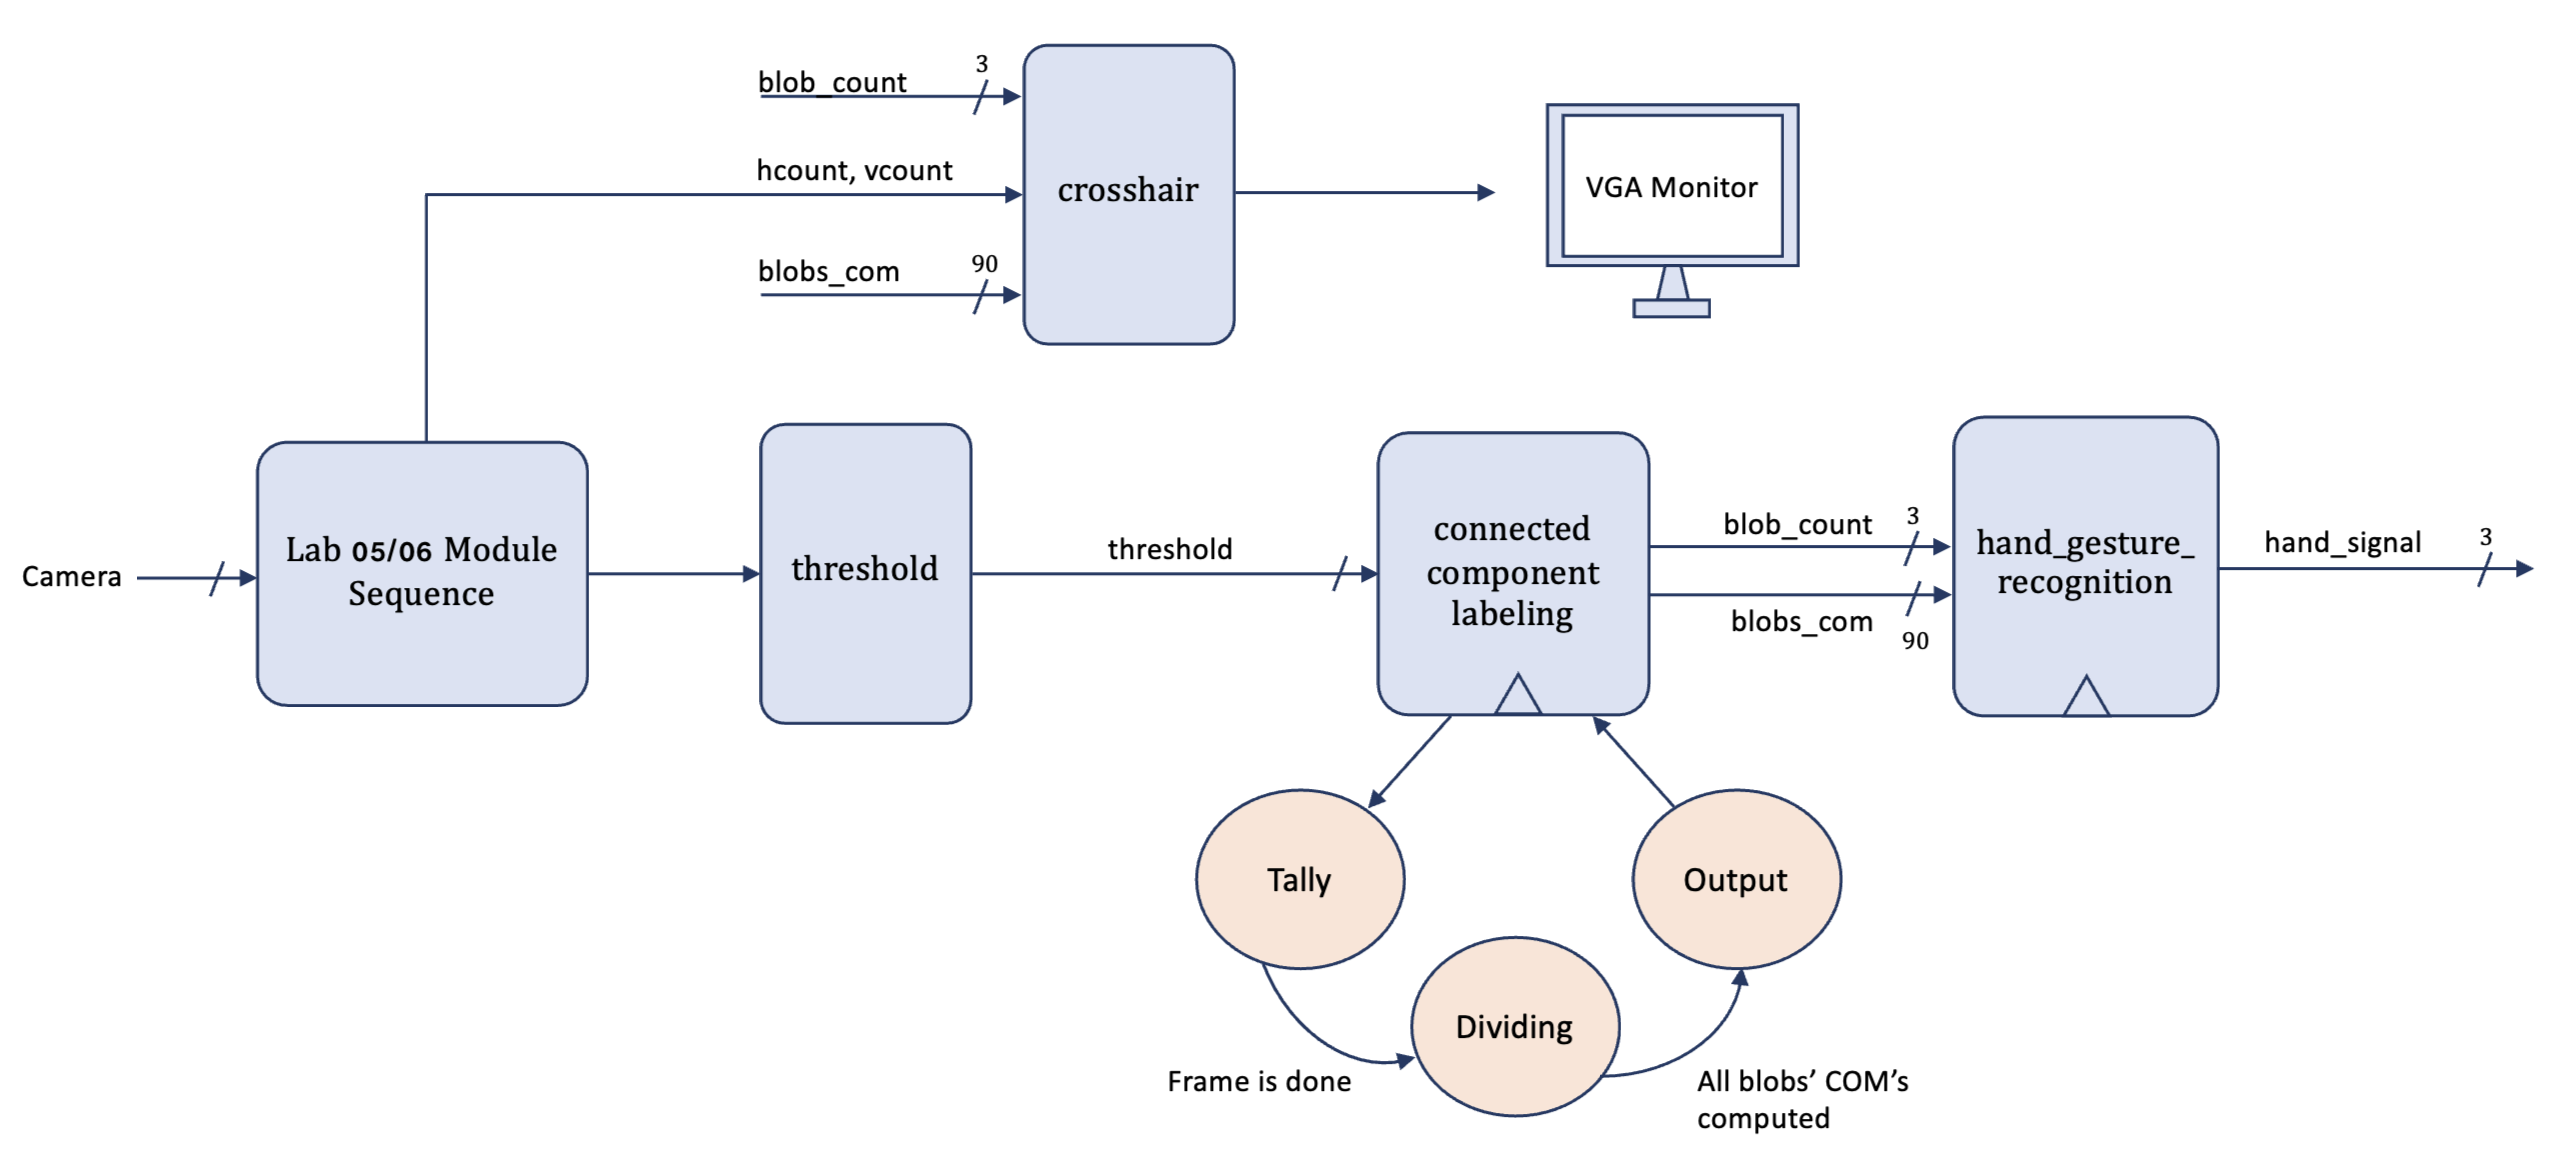 blob_count
3
hcount, vcount
blobs_com
90
crosshair
VGA Monitor
Camera
Lab 05/06 Module
Sequence
threshold
threshold
connected
component
labeling
blob_count
3
blobs_com
90
hand_gesture_
recognition
hand_signal
3
Tally
Output
Dividing
Frame is done
All blobs’ COM’s
computed